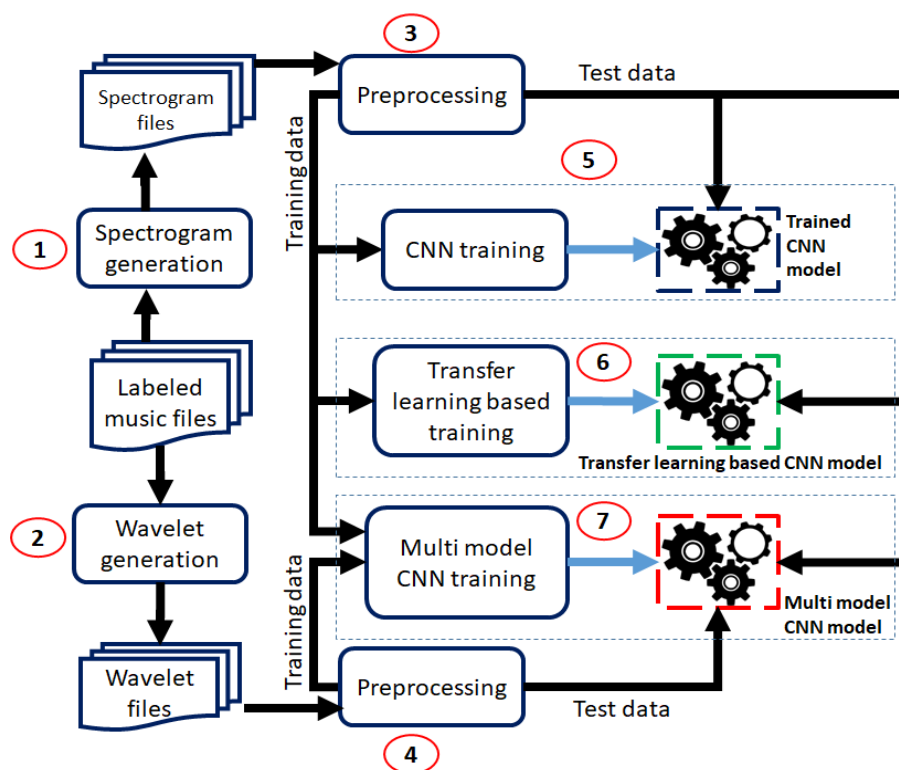 3
Spectrogram
files
Preprocessing
Test data
Training data
5
1
Spectrogram
generation
CNN training
Trained
CNN
model
Labeled
music files
Transfer
learning based
training
6
Transfer learning based CNN model
2
Wavelet
generation
Multi model
CNN training
7
Multi model
CNN model
Training data
Wavelet
files
Preprocessing
Test data
4